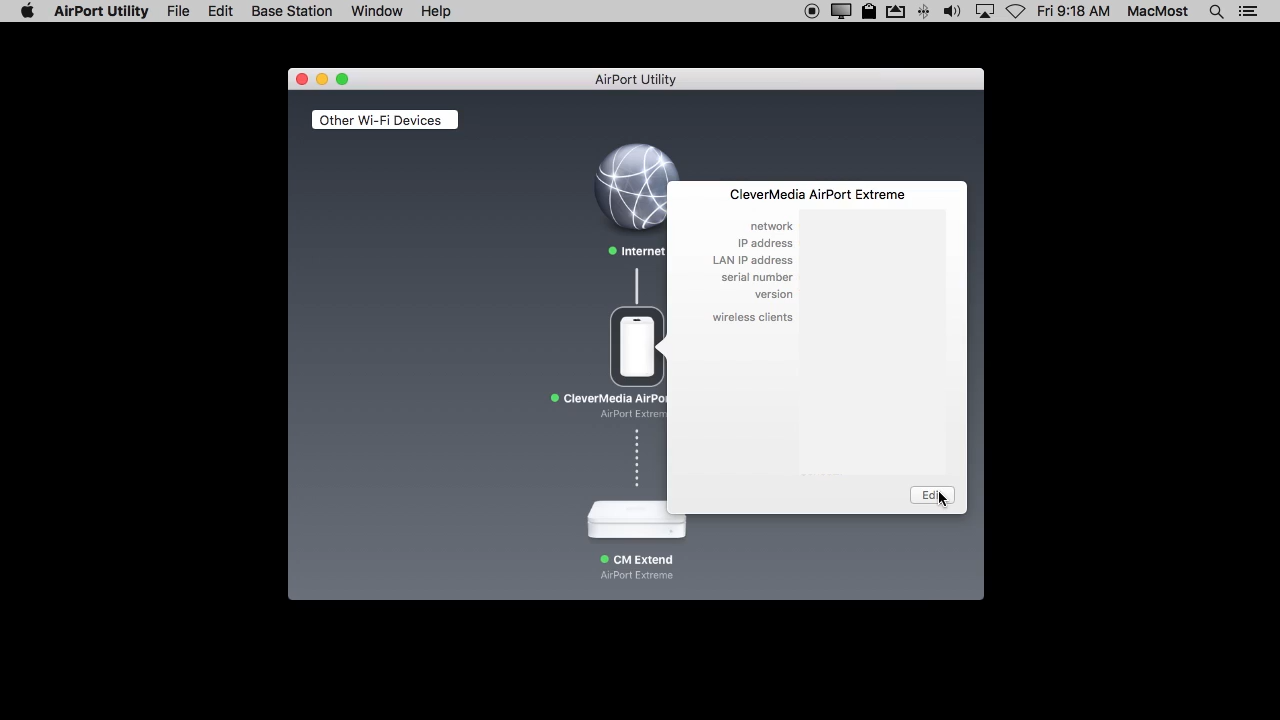 AirPort Utility File Edit Base Station Window Help Fri 9:18 AM MacMost
AirPort Utility
Other Wi-Fi Devices
Internet
CleverMedia AirPo
AirPort Extrem
CM Extend
AirPort Extreme
CleverMedia AirPort Extreme
network
IP address
LAN IP address
serial number
version
wireless clients
Edi